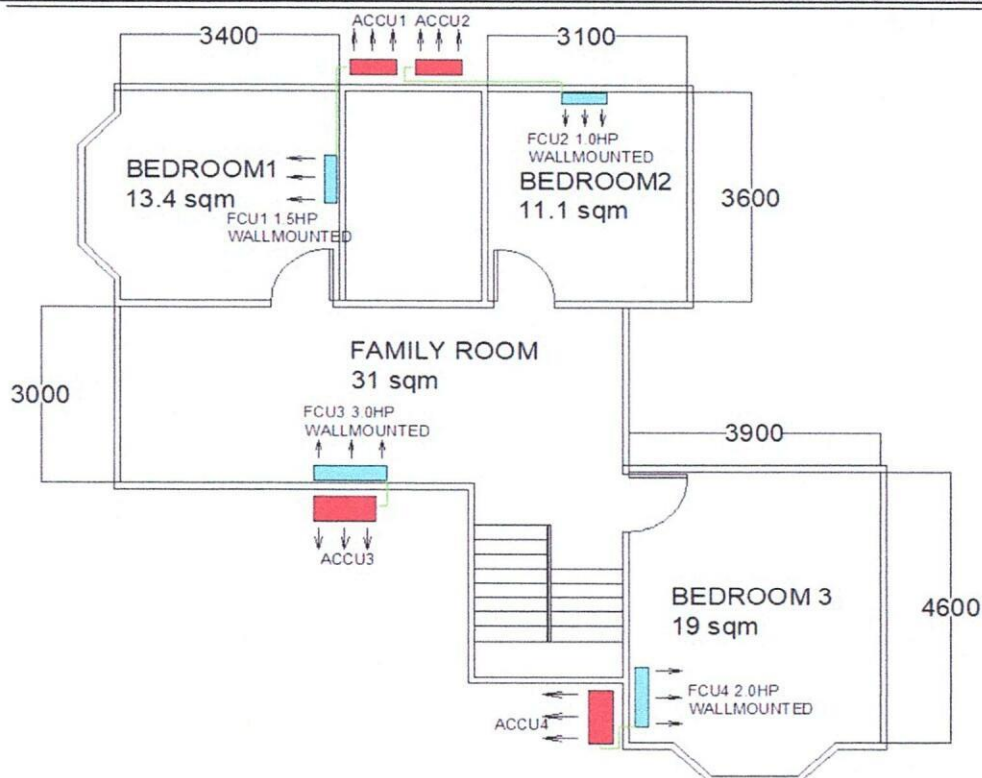 ACCU1 ACCU2
3400
3100
FCU2 1.0HP
WALLMOUNTED
BEDROOM2
11.1 sqm
BEDROOM1
13.4 sqm
FCU1 1.5HP
WALLMOUNTED
3600
FAMILY ROOM
31 sqm
3000
FCU3 3.0HP
WALLMOUNTED
ACCU3
3900
BEDROOM 3
19 sqm
4600
FCU4 2.0HP
WALLMOUNTED
ACCU4